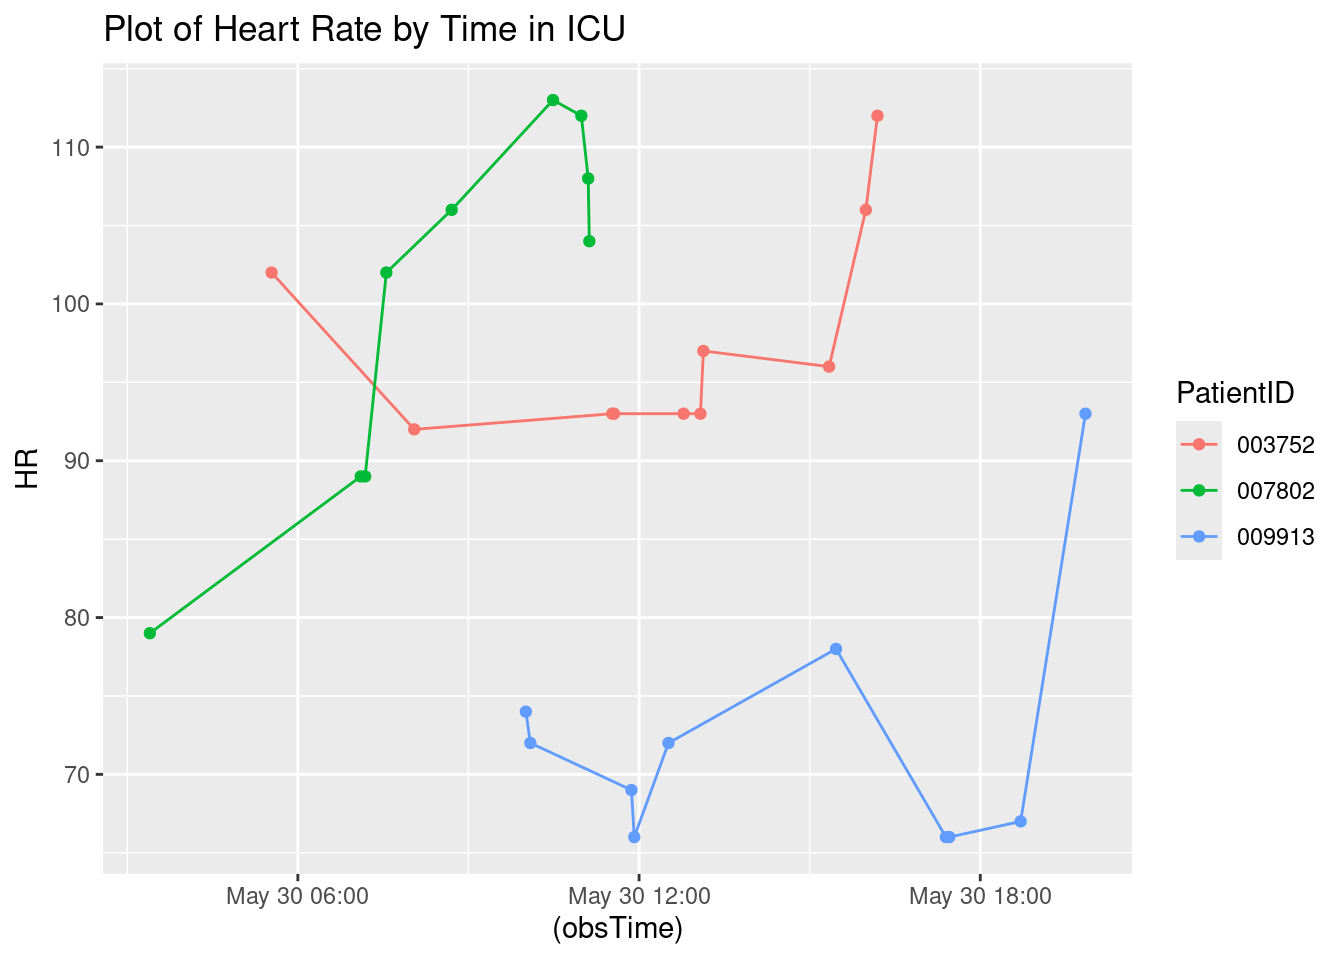 Plot of Heart Rate by Time in ICU
110
100
90
80
70
HR
May 30 06:00
May 30 12:00
May 30 18:00
(obsTime)
PatientID
003752
007802
009913